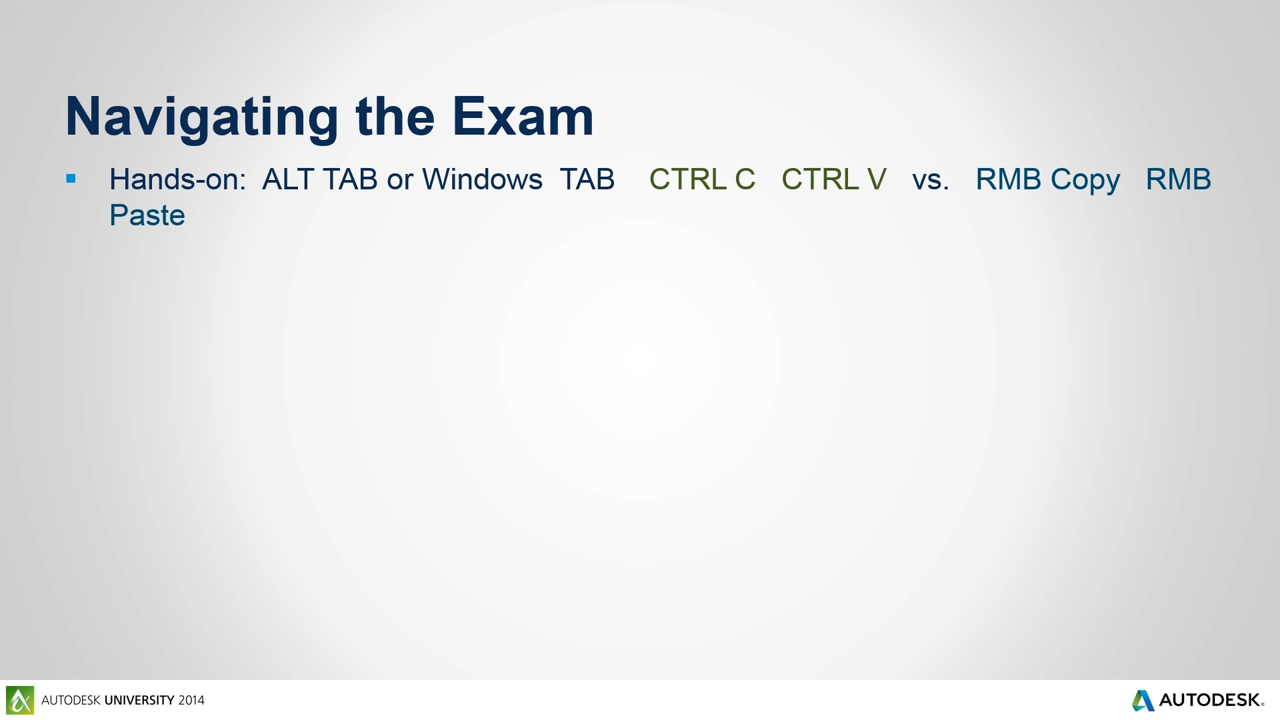 Navigating the Exam
▪ Hands-on: ALT TAB or Windows TAB CTRL C CTRL V vs. RMB Copy RMB
Paste
AUTODESK UNIVERSITY 2014
AUTODESK®